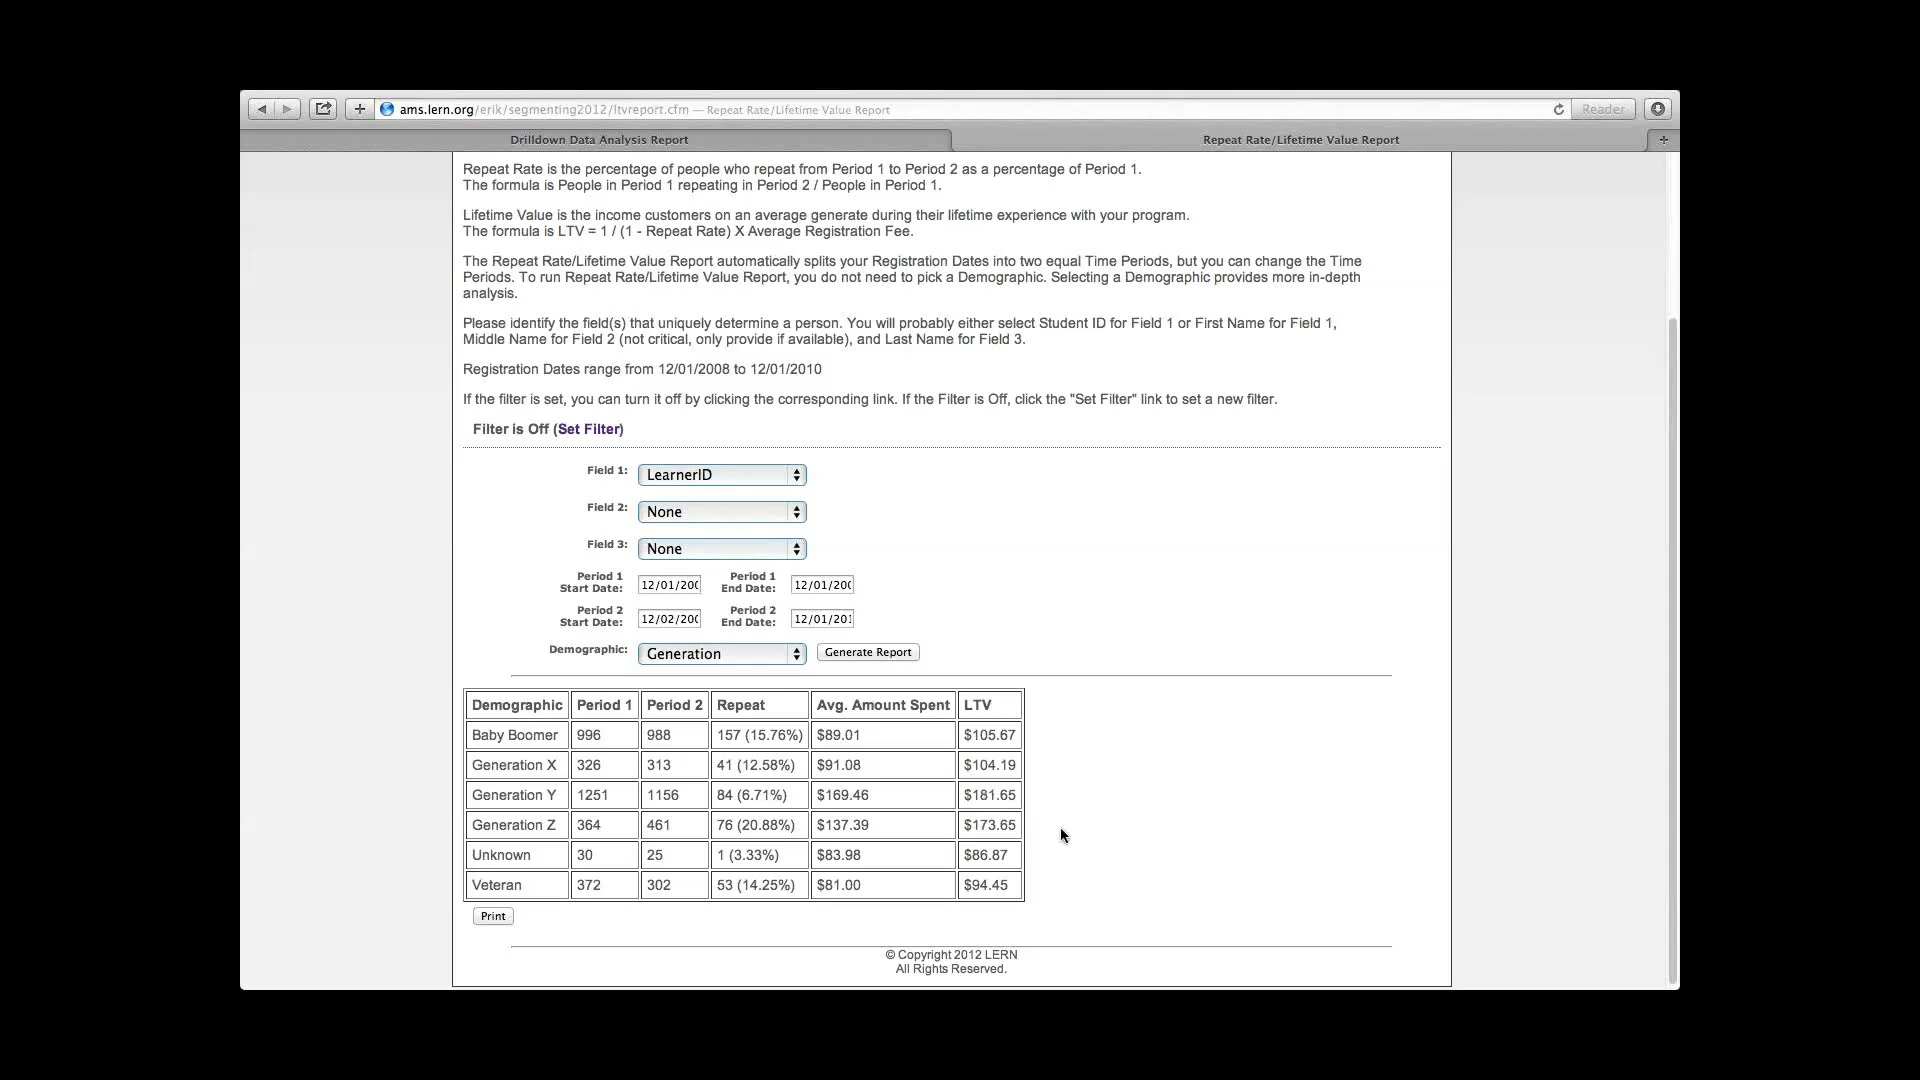 ams.lern.org/erik/segmenting2012/ltvreport.cfm — Repeat Rate/Lifetime Value Report
Reader
Drilldown Data Analysis Report
Repeat Rate/Lifetime Value Report
Repeat Rate is the percentage of people who repeat from Period 1 to Period 2 as a percentage of Period 1.
The formula is People in Period 1 repeating in Period 2 / People in Period 1.
Lifetime Value is the income customers on an average generate during their lifetime experience with your program.
The formula is LTV = 1 / (1 - Repeat Rate) X Average Registration Fee.
The Repeat Rate/Lifetime Value Report automatically splits your Registration Dates into two equal Time Periods, but you can change the Time
Periods. To run Repeat Rate/Lifetime Value Report, you do not need to pick a Demographic. Selecting a Demographic provides more in-depth
analysis.
Please identify the field(s) that uniquely determine a person. You will probably either select Student ID for Field 1 or First Name for Field 1,
Middle Name for Field 2 (not critical, only provide if available), and Last Name for Field 3.
Registration Dates range from 12/01/2008 to 12/01/2010
If the filter is set, you can turn it off by clicking the corresponding link. If the Filter is Off, click the "Set Filter" link to set a new filter.
Filter is Off (Set Filter)
Field 1: LearnerID
Field 2: None
Field 3: None
Period 1 Start Date: 12/01/200 Period 1 End Date: 12/01/200
Period 2 Start Date: 12/02/200 Period 2 End Date: 12/01/201
Demographic: Generation Generate Report
Demographic Period 1 Period 2 Repeat Avg. Amount Spent LTV
Baby Boomer 996 988 157 (15.76%) $89.01 $105.67
Generation X 326 313 41 (12.58%) $91.08 $104.19
Generation Y 1251 1156 84 (6.71%) $169.46 $181.65
Generation Z 364 461 76 (20.88%) $137.39 $173.65
Unknown 30 25 1 (3.33%) $83.98 $86.87
Veteran 372 302 53 (14.25%) $81.00 $94.45
Print
© Copyright 2012 LERN
All Rights Reserved.